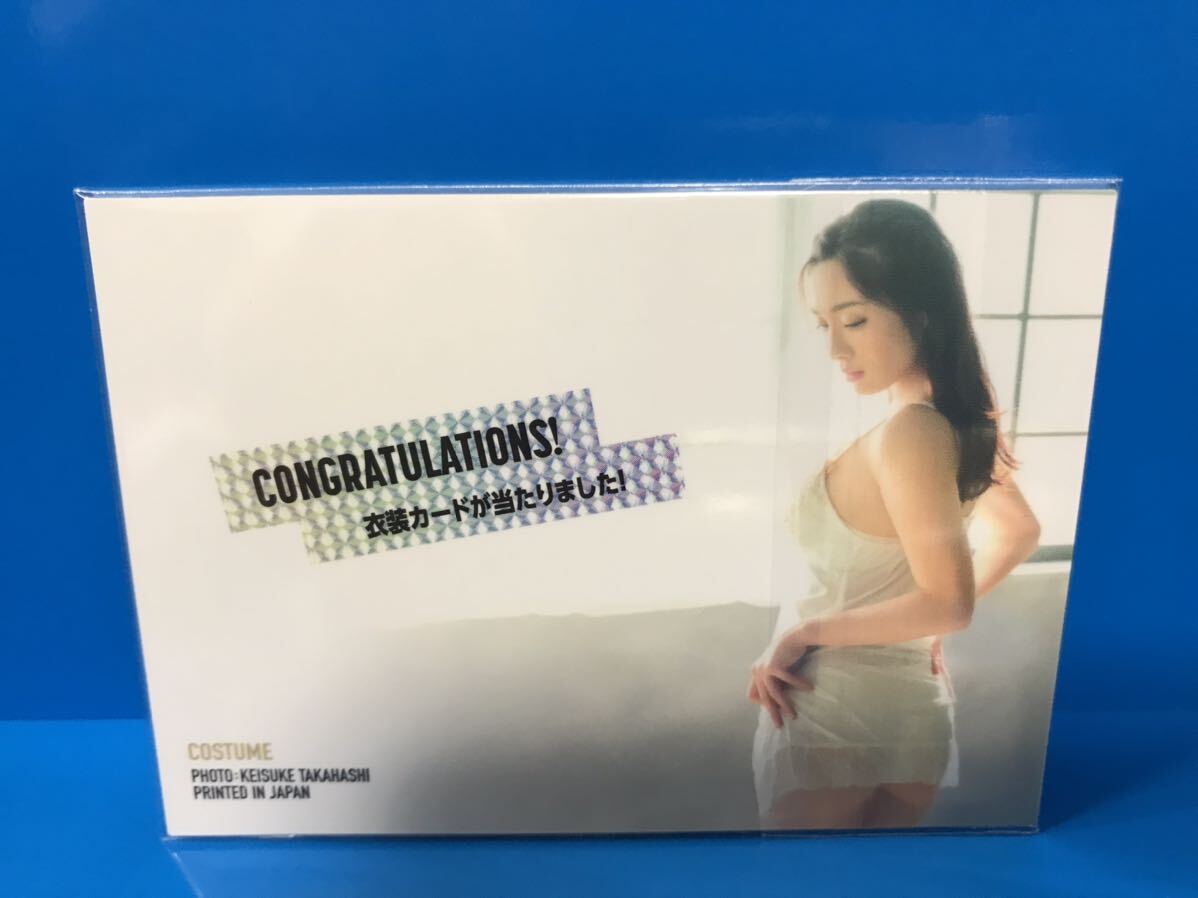 CONGRATULATIONS!
衣装カードが当たりました!
COSTUME
PHOTO:KEISUKE TAKAHASHI
PRINTED IN JAPAN